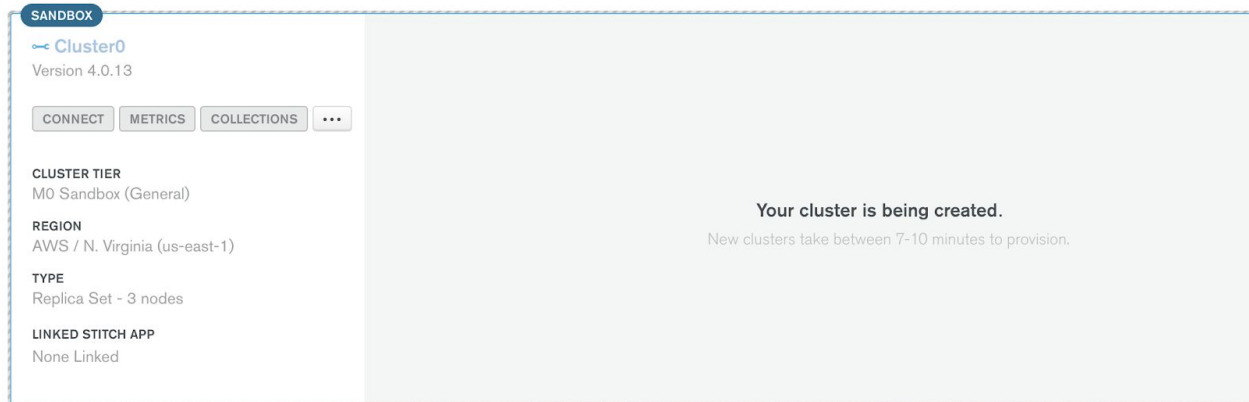 SANDBOX
Cluster0
Version 4.0.13
CONNECT METRICS COLLECTIONS ...
CLUSTER TIER
M0 Sandbox (General)
REGION
AWS / N. Virginia (us-east-1)
TYPE
Replica Set - 3 nodes
LINKED STITCH APP
None Linked
Your cluster is being created.
New clusters take between 7-10 minutes to provision.